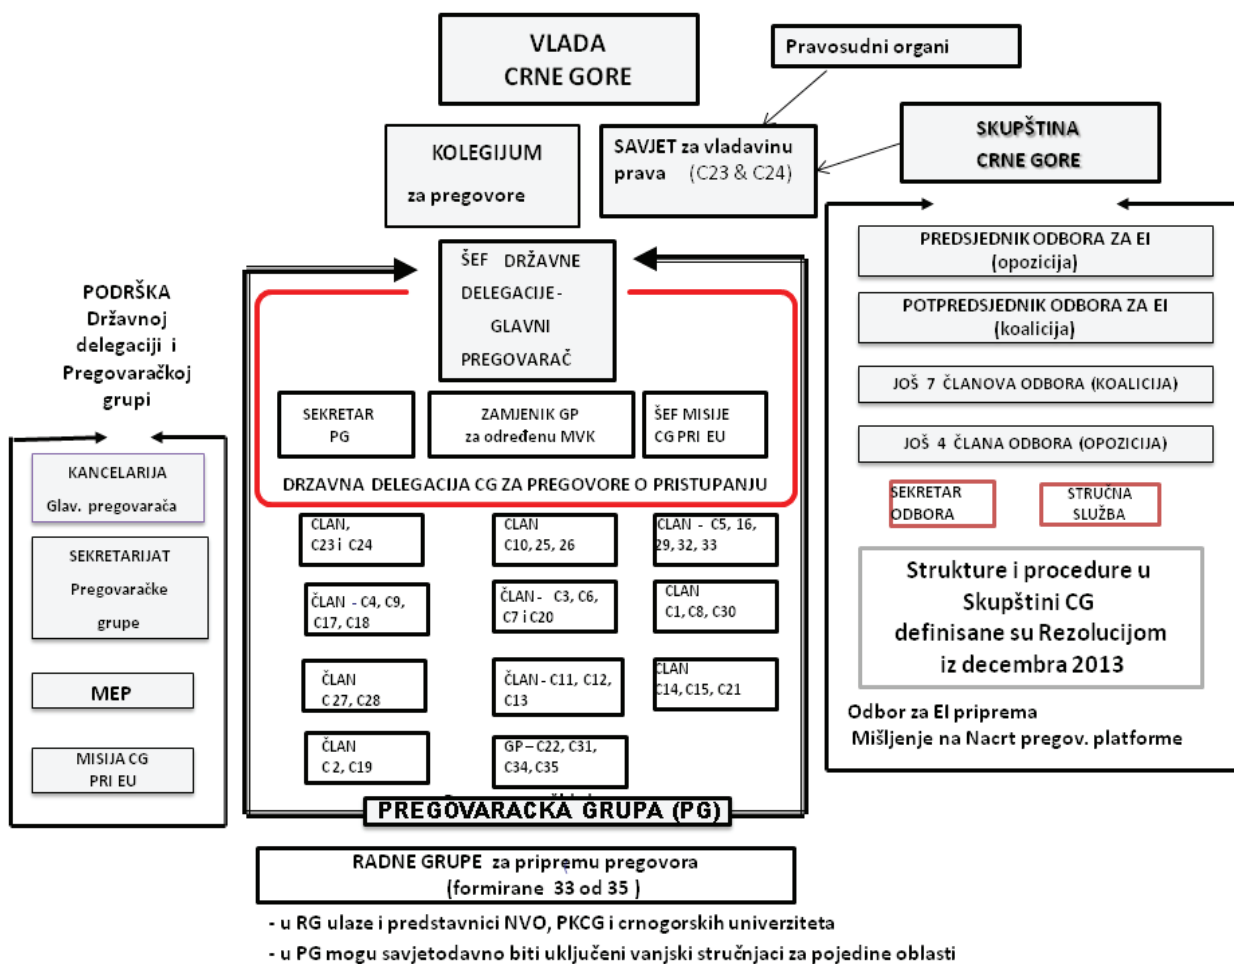 VLADA
CRNE GORE
Pravosudni organi
KOLEGIJUM
za pregovore
SAVJET za vladavinu
prava (C23 & C24)
SKUPŠTINA
CRNE GORE
PODRŠKA
Državnoj
delegaciji i
Pregovaračkoj
grupi
KANCELARIJA
Glav. pregovarača
SEKRETARIJAT
Pregovaračke
grupe
MEP
MISIJA CG
PRI EU
ŠEF DRŽAVNE
DELEGACIJE-
GLAVNI
PREGOVARAČ
SEKRETAR
PG
ZAMJENIK GP
za određenu MVK
ŠEF MISIJE
CG PRI EU
DRZAVNA DELEGACIJA CG ZA PREGOVORE O PRISTUPANJU
CLAN,
C23 i C24
CLAN
C10, 25, 26
CLAN - C5, 16,
29, 32, 33
ČLAN - C4, C9,
C17, C18
ČLAN- C3, C6,
C7 i C20
CLAN
C1, C8, C30
ČLAN
C 27, C28
ČLAN- C11, C12,
C13
CLAN
C14, C15, C21
ČLAN
C 2, C19
GP – C22, C31,
C34, C35
PREGOVARACKA GRUPA (PG)
RADNE GRUPE za pripremu pregovora
(formirane 33 od 35 )
- u RG ulaze i predstavnici NVO, PKCG i crnogorskih univerziteta
- u PG mogu savjetodavno biti uključeni vanjski stručnjaci za pojedine oblasti
PREDSJEDNIK ODBORA ZA EI
(opozicija)
POTPREDSJEDNIK ODBORA ZA EI
(koalicija)
JOŠ 7 ČLANOVA ODBORA (KOALICIJA)
JOŠ 4 ČLANA ODBORA (OPOZICIJA)
SEKRETAR
ODBORA
STRUČNA
SLUŽBA
Strukture i procedure u
Skupštini CG
definisane su Rezolucijom
iz decembra 2013
Odbor za EI priprema
Mišljenje na Nacrt pregov. platforme